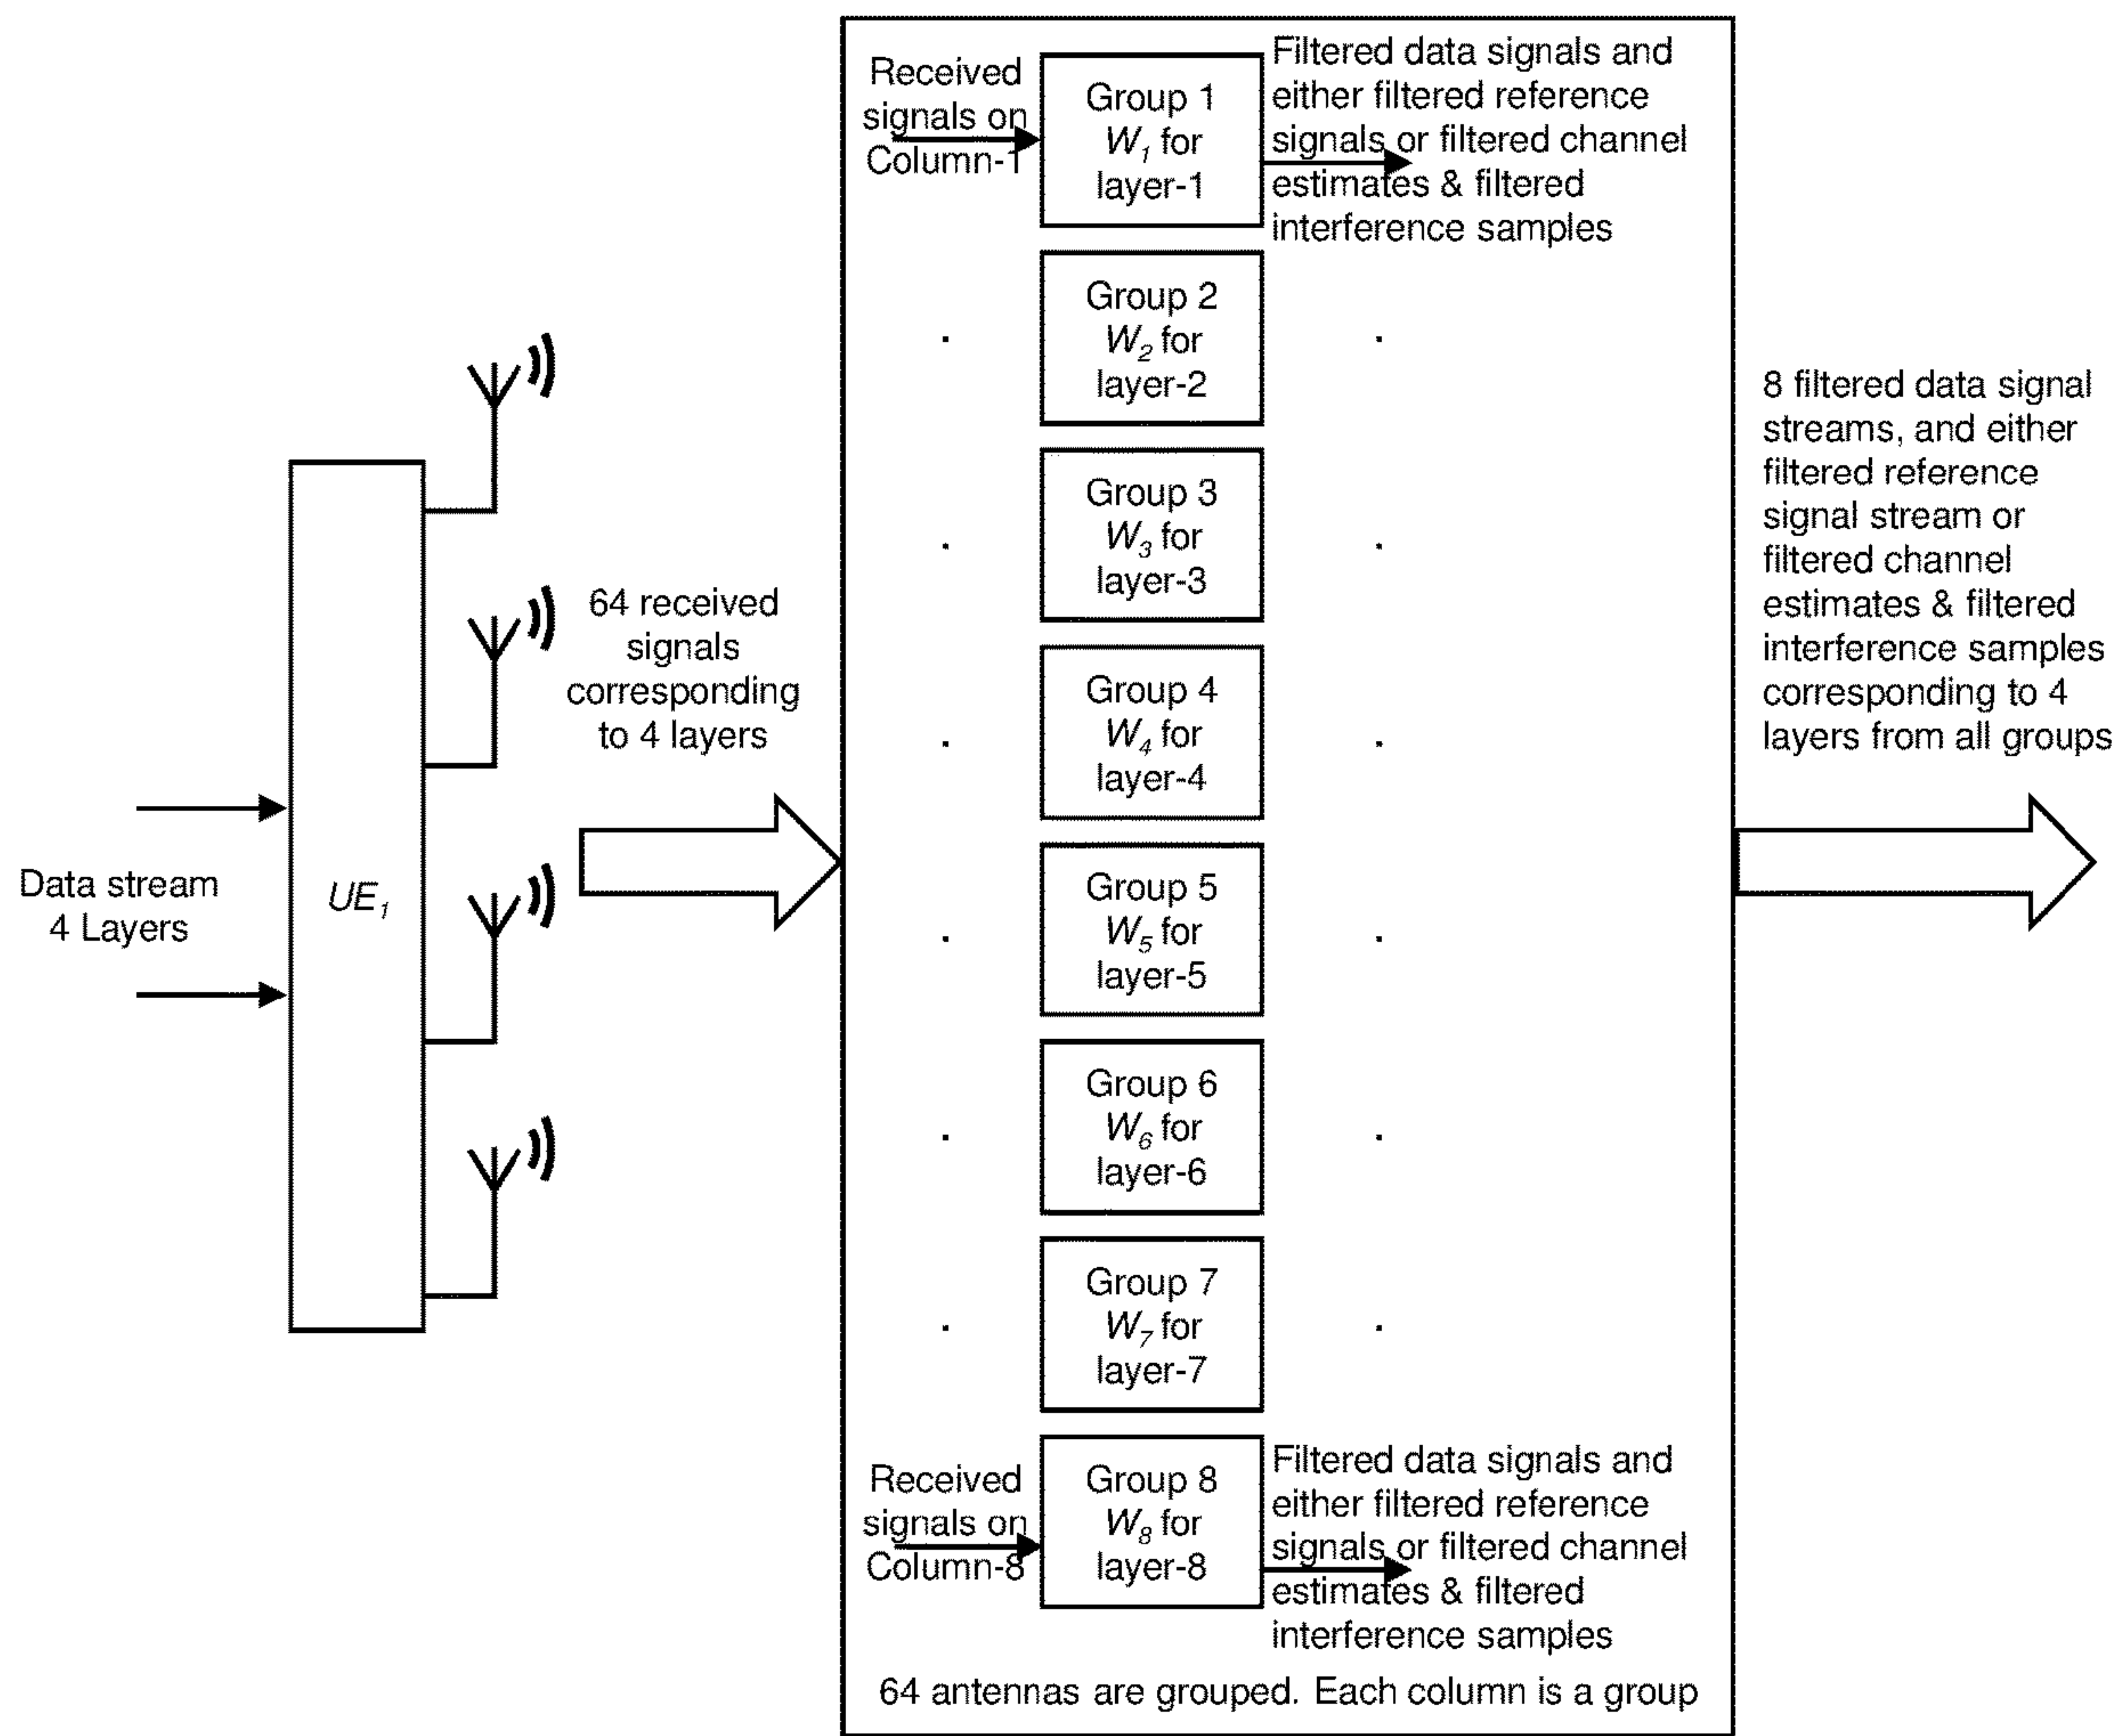 Data stream
4 Layers
UE1
64 received
signals
corresponding
to 4 layers
Received
signals on
Column-1
Group 1
W1 for
layer-1
Filtered data signals and
either filtered reference
signals or filtered channel
estimates & filtered
interference samples
Group 2
W2 for
layer-2
Group 3
W3 for
layer-3
Group 4
W4 for
layer-4
Group 5
W5 for
layer-5
Group 6
W6 for
layer-6
Group 7
W7 for
layer-7
Received
signals on
Column-8
Group 8
W8 for
layer-8
Filtered data signals and
either filtered reference
signals or filtered channel
estimates & filtered
interference samples
64 antennas are grouped. Each column is a group
8 filtered data signal
streams, and either
filtered reference
signal stream or
filtered channel
estimates & filtered
interference samples
corresponding to 4
layers from all groups